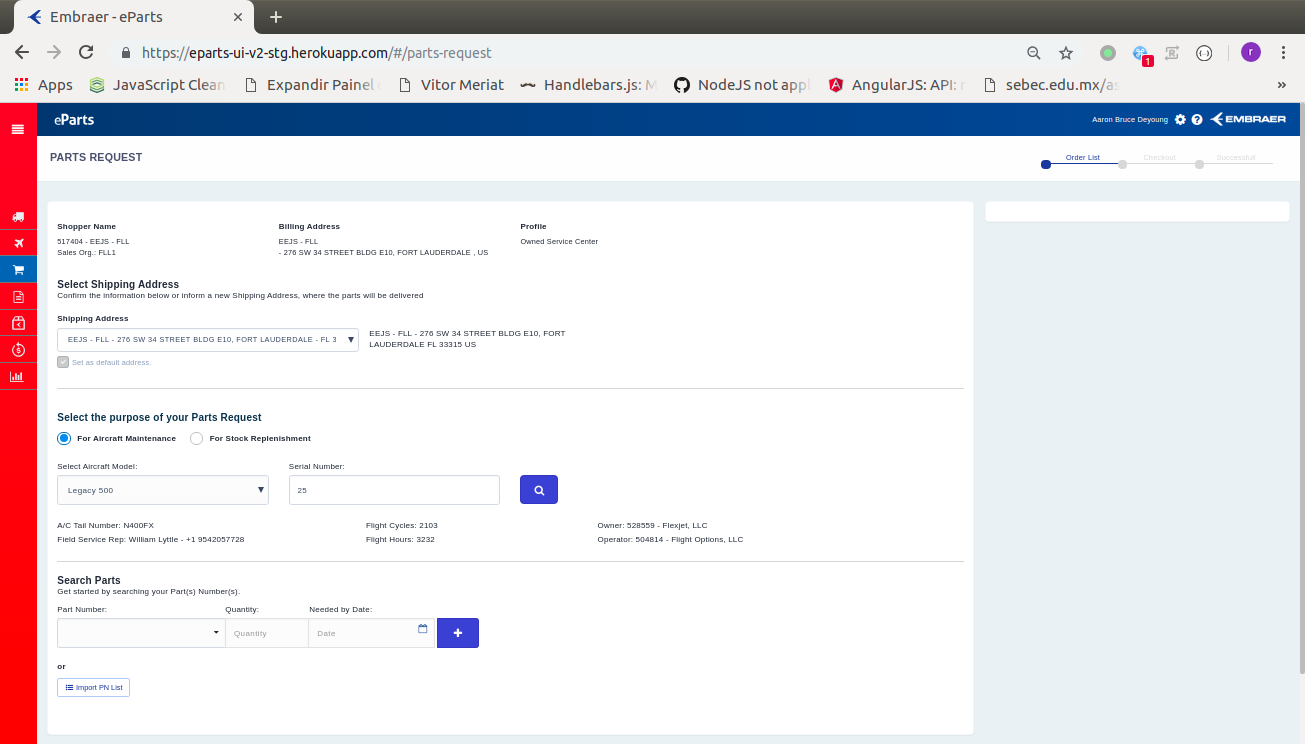 Embraer - eParts
https://eparts-ui-v2-stg.herokuapp.com/#/parts-request
1
r
Apps
JavaScript Clean
Expandir Painel
Vitor Meriat
Handlebars.js:
NodeJS not appl
AngularJS: API:
sebec.edu.mx/as
»
eParts
Aaron Bruce Deyoung
EMBRAER
PARTS REQUEST
Order List
Checkout
Successfull
Shopper Name
Billing Address
Profile
517404 - EEJS - FLL
EEJS - FLL
Owned Service Center
Sales Org.: FLL1
- 276 SW 34 STREET BLDG E10, FORT LAUDERDALE , US
Select Shipping Address
Confirm the information below or inform a new Shipping Address, where the parts will be delivered
Shipping Address
EEJS - FLL - 276 SW 34 STREET BLDG E10, FORT LAUDERDALE - FL 3
EEJS - FLL - 276 SW 34 STREET BLDG E10, FORT
LAUDERDALE FL 33315 US
Set as default address.
Select the purpose of your Parts Request
For Aircraft Maintenance
For Stock Replenishment
Select Aircraft Model:
Serial Number:
Legacy 500
25
A/C Tail Number: N400FX
Flight Cycles: 2103
Owner: 528559 - Flexjet, LLC
Field Service Rep: William Lyttle - +1 9542057728
Flight Hours: 3232
Operator: 504814 - Flight Options, LLC
Search Parts
Get started by searching your Part(s) Number(s).
Part Number:
Quantity:
Needed by Date:
Quantity
Date
or
Import PN List